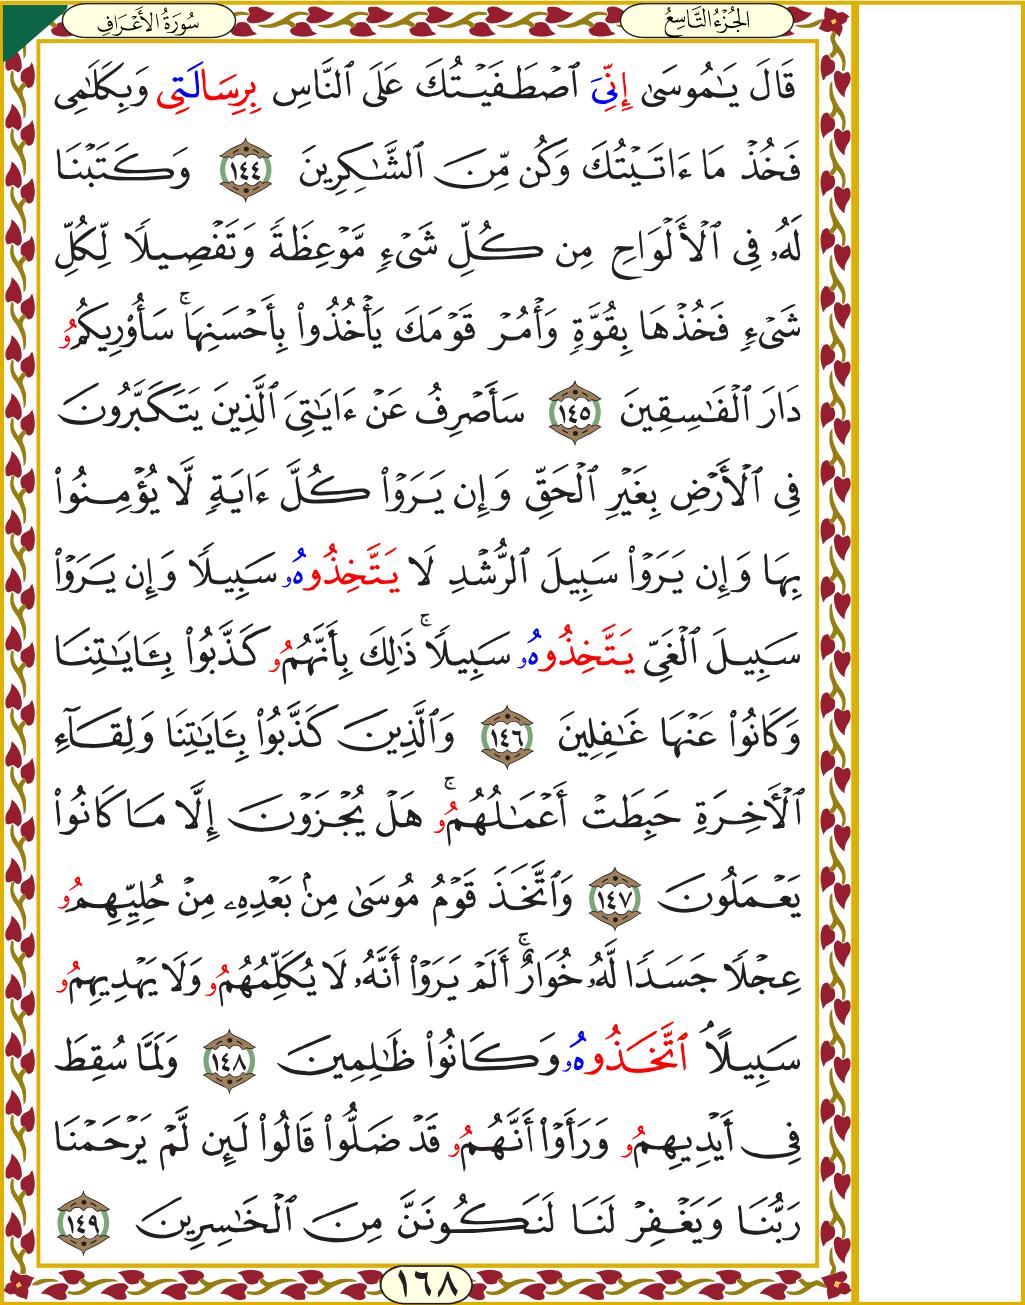 سُورَةُ الأَعْرَافِ
الجُزْءُ التَّاسِعُ
قَالَ يَـٰمُوسَىٰ إِنِّيَ ٱصْطَفَيْتُكَ عَلَى ٱلنَّاسِ بِرِسَالَتِى وَبِكَلَـٰمِى
فَخُذْ مَا ءَاتَيْتُكَ وَكُن مِّنَ ٱلشَّـٰكِرِينَ ١٤٤ وَكَتَبْنَا
لَهُۥ فِى ٱلْأَلْوَاحِ مِن كُلِّ شَىْءٍ مَّوْعِظَةً وَتَفْصِيلًا لِّكُلِّ
شَىْءٍ فَخُذْهَا بِقُوَّةٍ وَأْمُرْ قَوْمَكَ يَأْخُذُوا۟ بِأَحْسَنِهَا ۚ سَأُو۟رِيكُمُۥ
دَارَ ٱلْفَـٰسِقِينَ ١٤٥ سَأَصْرِفُ عَنْ ءَايَـٰتِىَ ٱلَّذِينَ يَتَكَبَّرُونَ
فِى ٱلْأَرْضِ بِغَيْرِ ٱلْحَقِّ وَإِن يَرَوْا۟ كُلَّ ءَايَةٍ لَّا يُؤْمِنُوا۟
بِهَا وَإِن يَرَوْا۟ سَبِيلَ ٱلرُّشْدِ لَا يَتَّخِذُوهُۥ سَبِيلًا وَإِن يَرَوْا۟
سَبِيلَ ٱلْغَىِّ يَتَّخِذُوهُۥ سَبِيلًا ۚ ذَٰلِكَ بِأَنَّهُمُۥ كَذَّبُوا۟ بِـَٔايَـٰتِنَا
وَكَانُوا۟ عَنْهَا غَـٰفِلِينَ ١٤٦ وَٱلَّذِينَ كَذَّبُوا۟ بِـَٔايَـٰتِنَا وَلِقَآءِ
ٱلْأَخِرَةِ حَبِطَتْ أَعْمَـٰلُهُمُۥ ۚ هَلْ يُجْزَوْنَ إِلَّا مَا كَانُوا۟
يَعْمَلُونَ ١٤٧ وَٱتَّخَذَ قَوْمُ مُوسَىٰ مِنۢ بَعْدِهِۦ مِنْ حُلِيِّهِمُۥ
عِجْلًا جَسَدًا لَّهُۥ خُوَارٌ ۚ أَلَمْ يَرَوْا۟ أَنَّهُۥ لَا يُكَلِّمُهُمُۥ وَلَا يَهْدِيهِمُۥ
سَبِيلًا ٱتَّخَذُوهُۥ وَكَانُوا۟ ظَـٰلِمِينَ ١٤٨ وَلَمَّا سُقِطَ
فِى أَيْدِيهِمُۥ وَرَأَوْا۟ أَنَّهُمُۥ قَدْ ضَلُّوا۟ قَالُوا۟ لَئِن لَّمْ يَرْحَمْنَا
رَبُّنَا وَيَغْفِرْ لَنَا لَنَكُونَنَّ مِنَ ٱلْخَـٰسِرِينَ ١٤٩
١٦٨